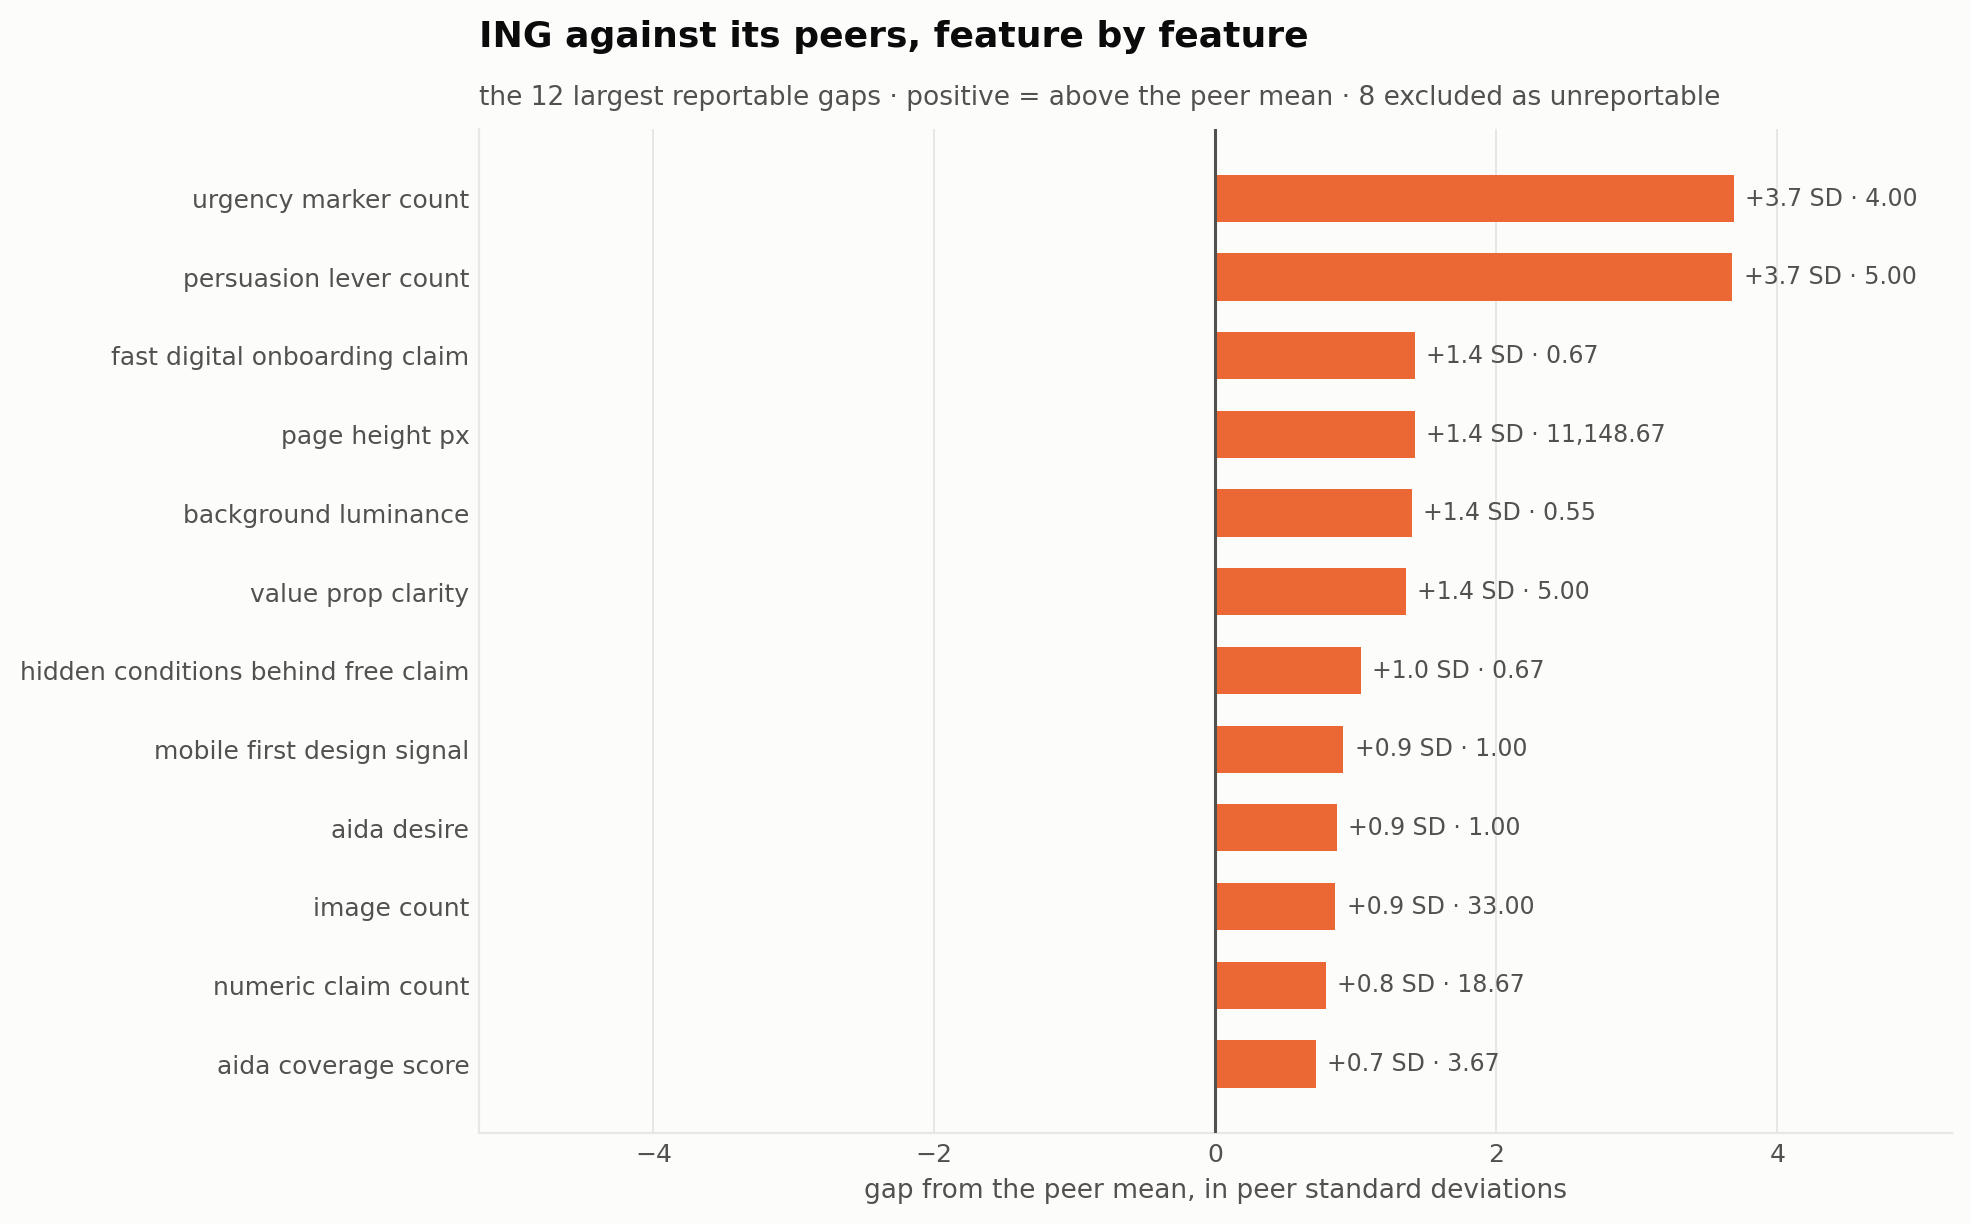 ING against its peers, feature by feature
the 12 largest reportable gaps · positive = above the peer mean · 8 excluded as unreportable
urgency marker count +3.7 SD · 4.00
persuasion lever count +3.7 SD · 5.00
fast digital onboarding claim +1.4 SD · 0.67
page height px +1.4 SD · 11,148.67
background luminance +1.4 SD · 0.55
value prop clarity +1.4 SD · 5.00
hidden conditions behind free claim +1.0 SD · 0.67
mobile first design signal +0.9 SD · 1.00
aida desire +0.9 SD · 1.00
image count +0.9 SD · 33.00
numeric claim count +0.8 SD · 18.67
aida coverage score +0.7 SD · 3.67
−4 −2 0 2 4
gap from the peer mean, in peer standard deviations